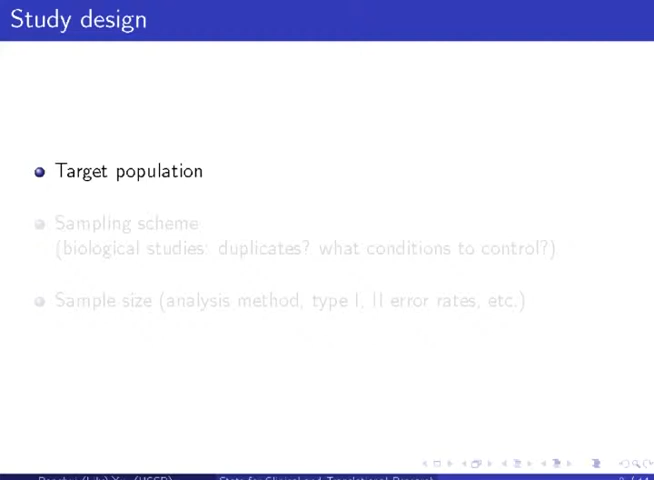 Study design
Target population
Sampling scheme
(biological studies: duplicates? what conditions to control?)
Sample size (analysis method, type I, II error rates, etc.)